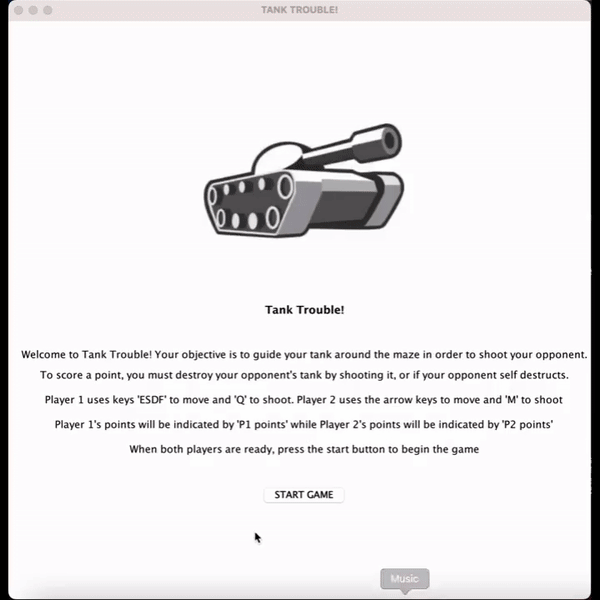 TANK TROUBLE!
Tank Trouble!
Welcome to Tank Trouble! Your objective is to guide your tank around the maze in order to shoot your opponent.
To score a point, you must destroy your opponent's tank by shooting it, or if your opponent self destructs.
Player 1 uses keys 'ESDF' to move and 'Q' to shoot. Player 2 uses the arrow keys to move and 'M' to shoot
Player 1's points will be indicated by 'P1 points' while Player 2's points will be indicated by 'P2 points'
When both players are ready, press the start button to begin the game
START GAME
Music